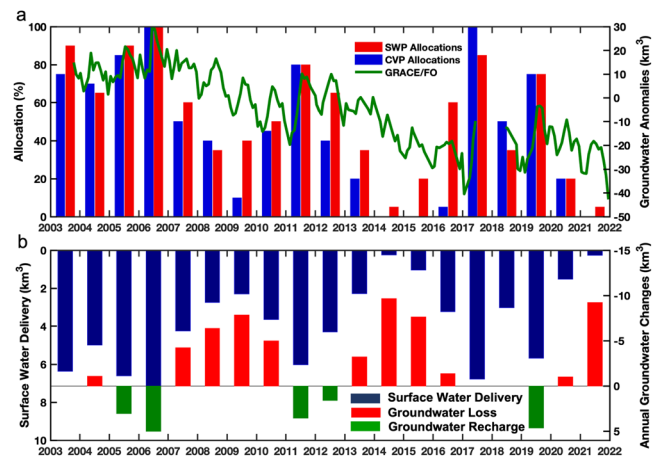 a
100
80
60
40
20
0
Allocation (%)
SWP Allocations
CVP Allocations
GRACE/FO
30
20
10
0
-10
-20
-30
-40
-50
Groundwater Anomalies (km³)
2003 2004 2005 2006 2007 2008 2009 2010 2011 2012 2013 2014 2015 2016 2017 2018 2019 2020 2021 2022
b
0
2
4
6
8
10
Surface Water Delivery (km³)
Surface Water Delivery
Groundwater Loss
Groundwater Recharge
-15
-10
-5
0
5
Annual Groundwater Changes (km³)
2003 2004 2005 2006 2007 2008 2009 2010 2011 2012 2013 2014 2015 2016 2017 2018 2019 2020 2021 2022